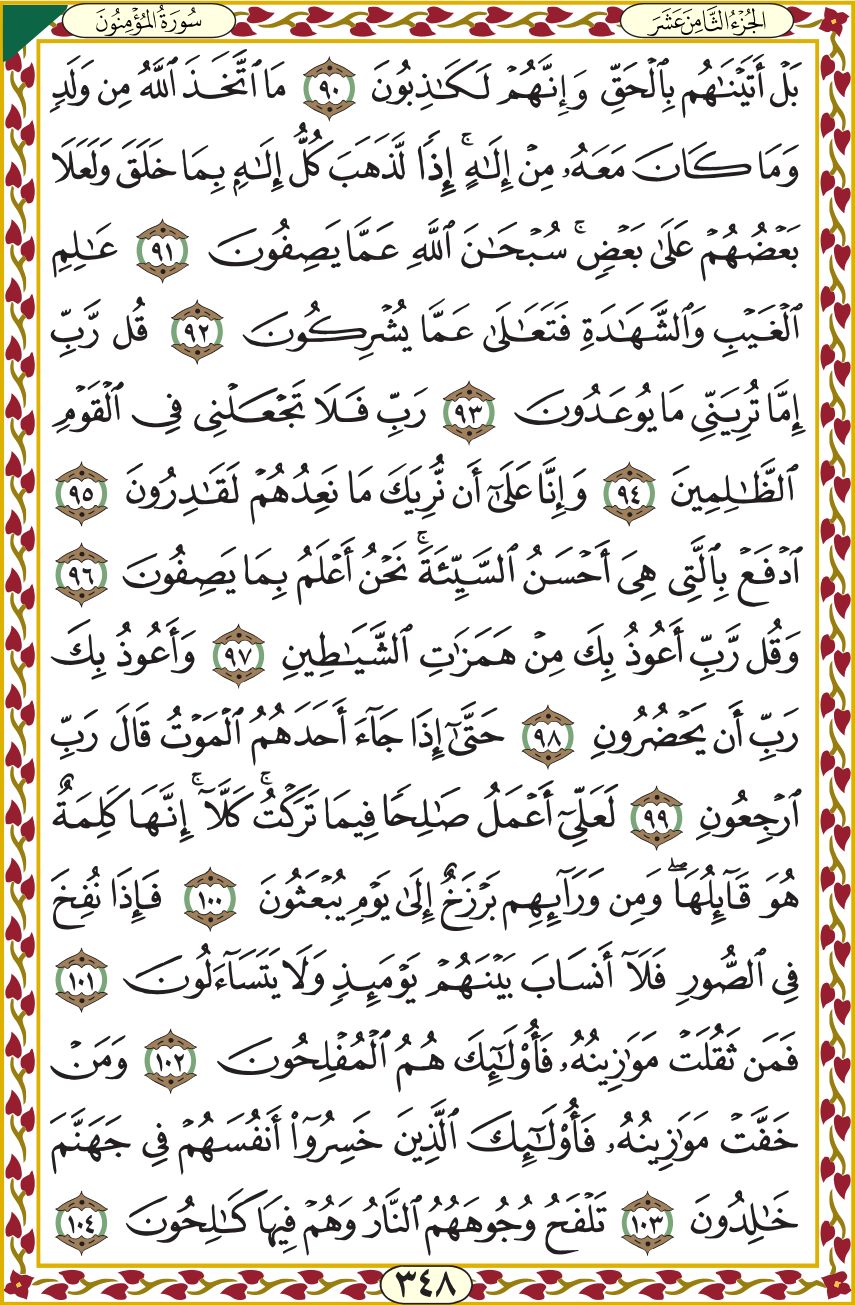 الجُزْءُ الثَّامِنَ عَشَرَ
سُورَةُ المُؤْمِنُونَ
بَلۡ أَتَيۡنَٰهُم بِٱلۡحَقِّ وَإِنَّهُمۡ لَكَٰذِبُونَ ٩٠ مَا ٱتَّخَذَ ٱللَّهُ مِن وَلَدٖ
وَمَا كَانَ مَعَهُۥ مِنۡ إِلَٰهٍۚ إِذٗا لَّذَهَبَ كُلُّ إِلَٰهِۭ بِمَا خَلَقَ وَلَعَلَا
بَعۡضُهُمۡ عَلَىٰ بَعۡضٖۚ سُبۡحَٰنَ ٱللَّهِ عَمَّا يَصِفُونَ ٩١ عَٰلِمِ
ٱلۡغَيۡبِ وَٱلشَّهَٰدَةِ فَتَعَٰلَىٰ عَمَّا يُشۡرِكُونَ ٩٢ قُل رَّبِّ
إِمَّا تُرِيَنِّي مَا يُوعَدُونَ ٩٣ رَبِّ فَلَا تَجۡعَلۡنِي فِي ٱلۡقَوۡمِ
ٱلظَّٰلِمِينَ ٩٤ وَإِنَّا عَلَىٰٓ أَن نُّرِيَكَ مَا نَعِدُهُمۡ لَقَٰدِرُونَ ٩٥
ٱدۡفَعۡ بِٱلَّتِي هِيَ أَحۡسَنُ ٱلسَّيِّئَةَۚ نَحۡنُ أَعۡلَمُ بِمَا يَصِفُونَ ٩٦
وَقُل رَّبِّ أَعُوذُ بِكَ مِنۡ هَمَزَٰتِ ٱلشَّيَٰطِينِ ٩٧ وَأَعُوذُ بِكَ
رَبِّ أَن يَحۡضُرُونِ ٩٨ حَتَّىٰٓ إِذَا جَآءَ أَحَدَهُمُ ٱلۡمَوۡتُ قَالَ رَبِّ
ٱرۡجِعُونِ ٩٩ لَعَلِّيٓ أَعۡمَلُ صَٰلِحٗا فِيمَا تَرَكۡتُۚ كَلَّآۚ إِنَّهَا كَلِمَةٌ
هُوَ قَآئِلُهَاۖ وَمِن وَرَآئِهِم بَرۡزَخٌ إِلَىٰ يَوۡمِ يُبۡعَثُونَ ١٠٠ فَإِذَا نُفِخَ
فِي ٱلصُّورِ فَلَآ أَنسَابَ بَيۡنَهُمۡ يَوۡمَئِذٖ وَلَا يَتَسَآءَلُونَ ١٠١
فَمَن ثَقُلَتۡ مَوَٰزِينُهُۥ فَأُوْلَٰٓئِكَ هُمُ ٱلۡمُفۡلِحُونَ ١٠٢ وَمَنۡ
خَفَّتۡ مَوَٰزِينُهُۥ فَأُوْلَٰٓئِكَ ٱلَّذِينَ خَسِرُوٓاْ أَنفُسَهُمۡ فِي جَهَنَّمَ
خَٰلِدُونَ ١٠٣ تَلۡفَحُ وُجُوهَهُمُ ٱلنَّارُ وَهُمۡ فِيهَا كَٰلِحُونَ ١٠٤
٣٤٨